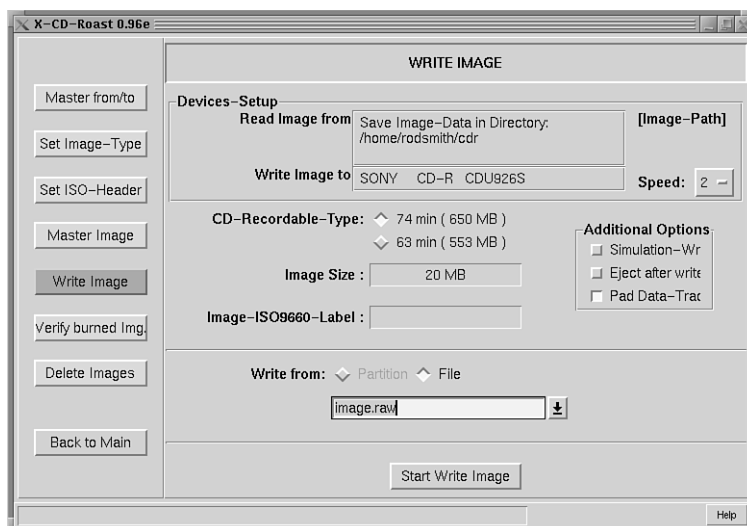 X-CD-Roast 0.96e
WRITE IMAGE
Master from/to
Set Image-Type
Set ISO-Header
Master Image
Write Image
Verify burned Img.
Delete Images
Back to Main
Devices-Setup
Read Image from
Save Image-Data in Directory:
/home/rodsmith/cdr
[Image-Path]
Write Image to
SONY CD-R CDU926S
Speed: 2
CD-Recordable-Type: 74 min ( 650 MB )
63 min ( 553 MB )
Image Size : 20 MB
Image-ISO9660-Label :
Additional Options
Simulation-Wr
Eject after write
Pad Data-Trac
Write from: Partition File
image.raw
Start Write Image
Help